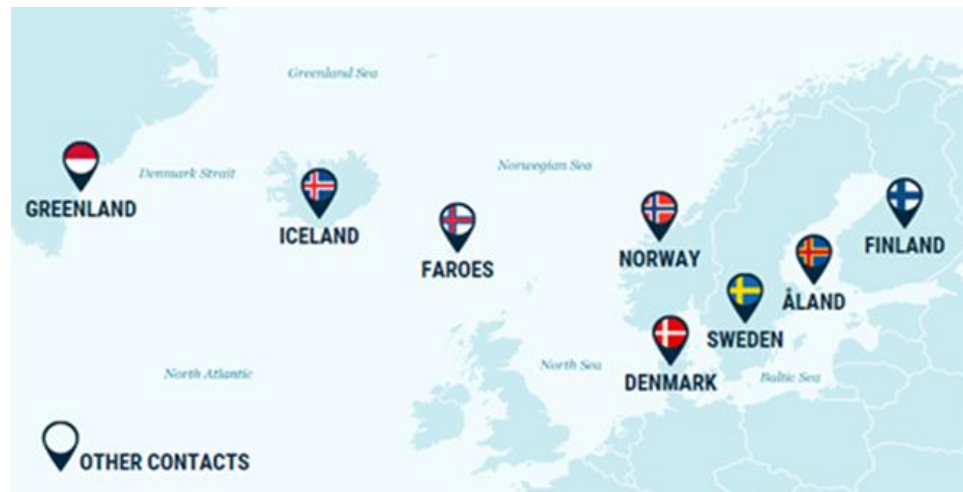 Greenland Sea
Denmark Strait
Norwegian Sea
GREENLAND
ICELAND
FAROES
NORWAY
FINLAND
ÅLAND
SWEDEN
North Atlantic
North Sea
DENMARK
Baltic Sea
OTHER CONTACTS